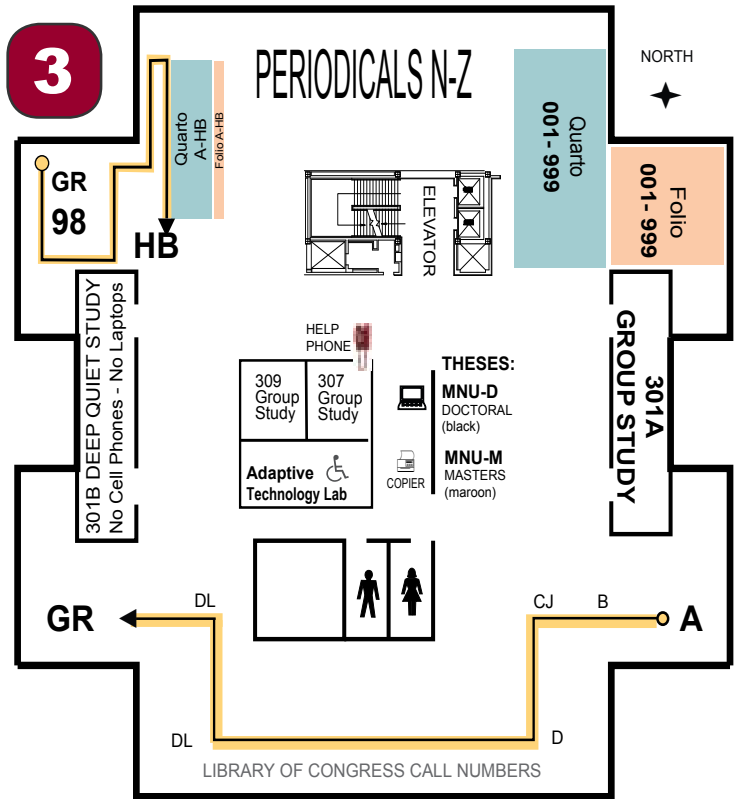 3
PERIODICALS N-Z
NORTH
Quarto
A-HB
Folio A-HB
Quarto
001 - 999
Folio
001 - 999
GR
98
HB
ELEVATOR
301B DEEP QUIET STUDY
No Cell Phones - No Laptops
HELP
PHONE
309
Group
Study
307
Group
Study
Adaptive
Technology Lab
THESES:
MNU-D
DOCTORAL
(black)
MNU-M
MASTERS
(maroon)
COPIER
301A
GROUP STUDY
GR
DL
CJ
B
A
DL
D
LIBRARY OF CONGRESS CALL NUMBERS